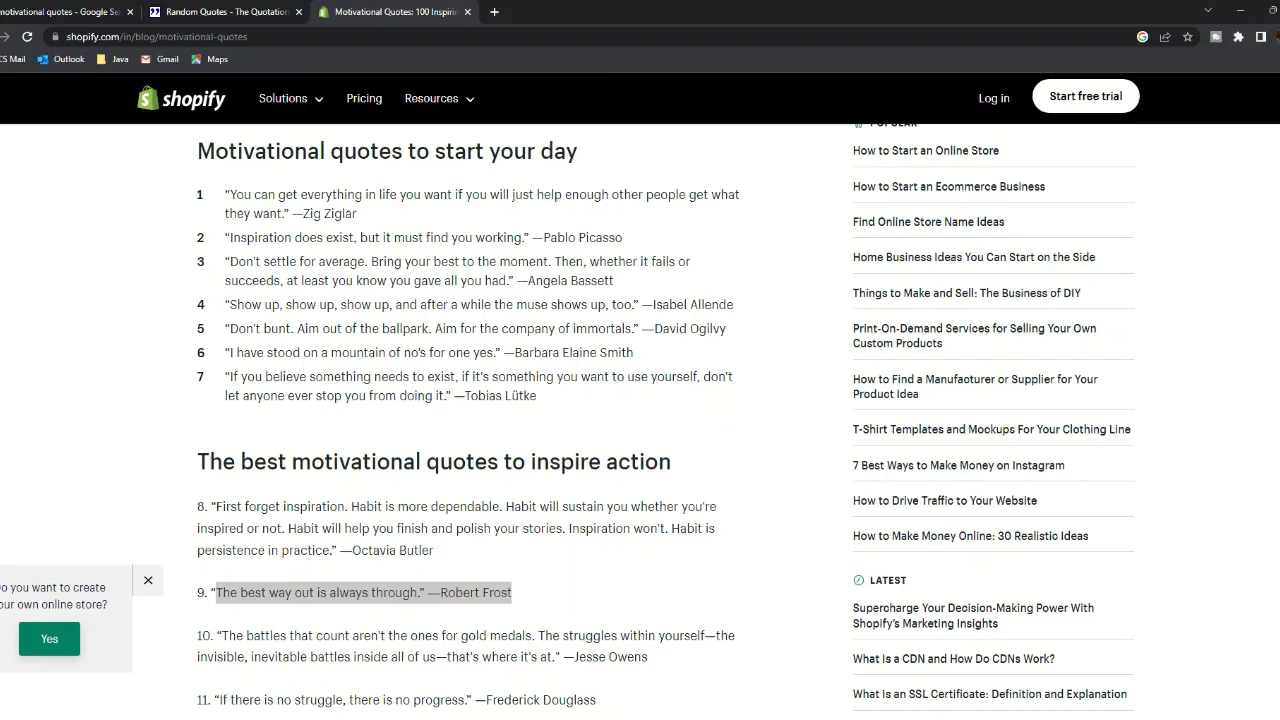 motivational quotes - Google Se
Random Quotes - The Quotation
Motivational Quotes: 100 Inspirin
shopify.com/in/blog/motivational-quotes
CS Mail
Outlook
Java
Gmail
Maps
shopify
Solutions
Pricing
Resources
Log in
Start free trial
Motivational quotes to start your day
1 “You can get everything in life you want if you will just help enough other people get what
they want.” —Zig Ziglar
2 “Inspiration does exist, but it must find you working.” —Pablo Picasso
3 “Don’t settle for average. Bring your best to the moment. Then, whether it fails or
succeeds, at least you know you gave all you had.” —Angela Bassett
4 “Show up, show up, show up, and after a while the muse shows up, too.” —Isabel Allende
5 “Don’t bunt. Aim out of the ballpark. Aim for the company of immortals.” —David Ogilvy
6 “I have stood on a mountain of no’s for one yes.” —Barbara Elaine Smith
7 “If you believe something needs to exist, if it's something you want to use yourself, don’t
let anyone ever stop you from doing it.” —Tobias Lütke
The best motivational quotes to inspire action
8. “First forget inspiration. Habit is more dependable. Habit will sustain you whether you’re
inspired or not. Habit will help you finish and polish your stories. Inspiration won’t. Habit is
persistence in practice.” —Octavia Butler
9. “The best way out is always through.” —Robert Frost
10. “The battles that count aren’t the ones for gold medals. The struggles within yourself—the
invisible, inevitable battles inside all of us—that’s where it’s at.” —Jesse Owens
11. “If there is no struggle, there is no progress.” —Frederick Douglass
o you want to create
our own online store?
Yes
POPULAR
How to Start an Online Store
How to Start an Ecommerce Business
Find Online Store Name Ideas
Home Business Ideas You Can Start on the Side
Things to Make and Sell: The Business of DIY
Print-On-Demand Services for Selling Your Own
Custom Products
How to Find a Manufacturer or Supplier for Your
Product Idea
T-Shirt Templates and Mockups For Your Clothing Line
7 Best Ways to Make Money on Instagram
How to Drive Traffic to Your Website
How to Make Money Online: 30 Realistic Ideas
LATEST
Supercharge Your Decision-Making Power With
Shopify’s Marketing Insights
What Is a CDN and How Do CDNs Work?
What Is an SSL Certificate: Definition and Explanation